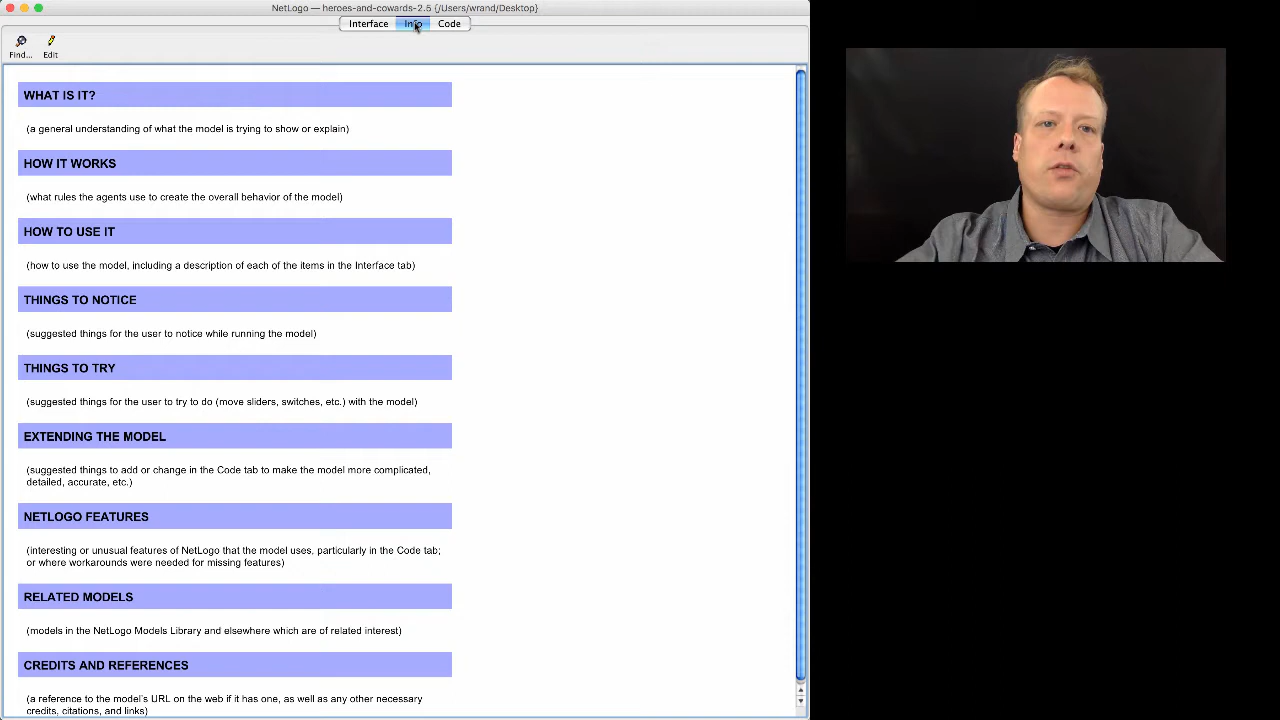 NetLogo — heroes-and-cowards-2.5 {/Users/wrand/Desktop}
Interface Info Code
Find... Edit
WHAT IS IT?
(a general understanding of what the model is trying to show or explain)
HOW IT WORKS
(what rules the agents use to create the overall behavior of the model)
HOW TO USE IT
(how to use the model, including a description of each of the items in the Interface tab)
THINGS TO NOTICE
(suggested things for the user to notice while running the model)
THINGS TO TRY
(suggested things for the user to try to do (move sliders, switches, etc.) with the model)
EXTENDING THE MODEL
(suggested things to add or change in the Code tab to make the model more complicated,
detailed, accurate, etc.)
NETLOGO FEATURES
(interesting or unusual features of NetLogo that the model uses, particularly in the Code tab;
or where workarounds were needed for missing features)
RELATED MODELS
(models in the NetLogo Models Library and elsewhere which are of related interest)
CREDITS AND REFERENCES
(a reference to the model's URL on the web if it has one, as well as any other necessary
credits, citations, and links)